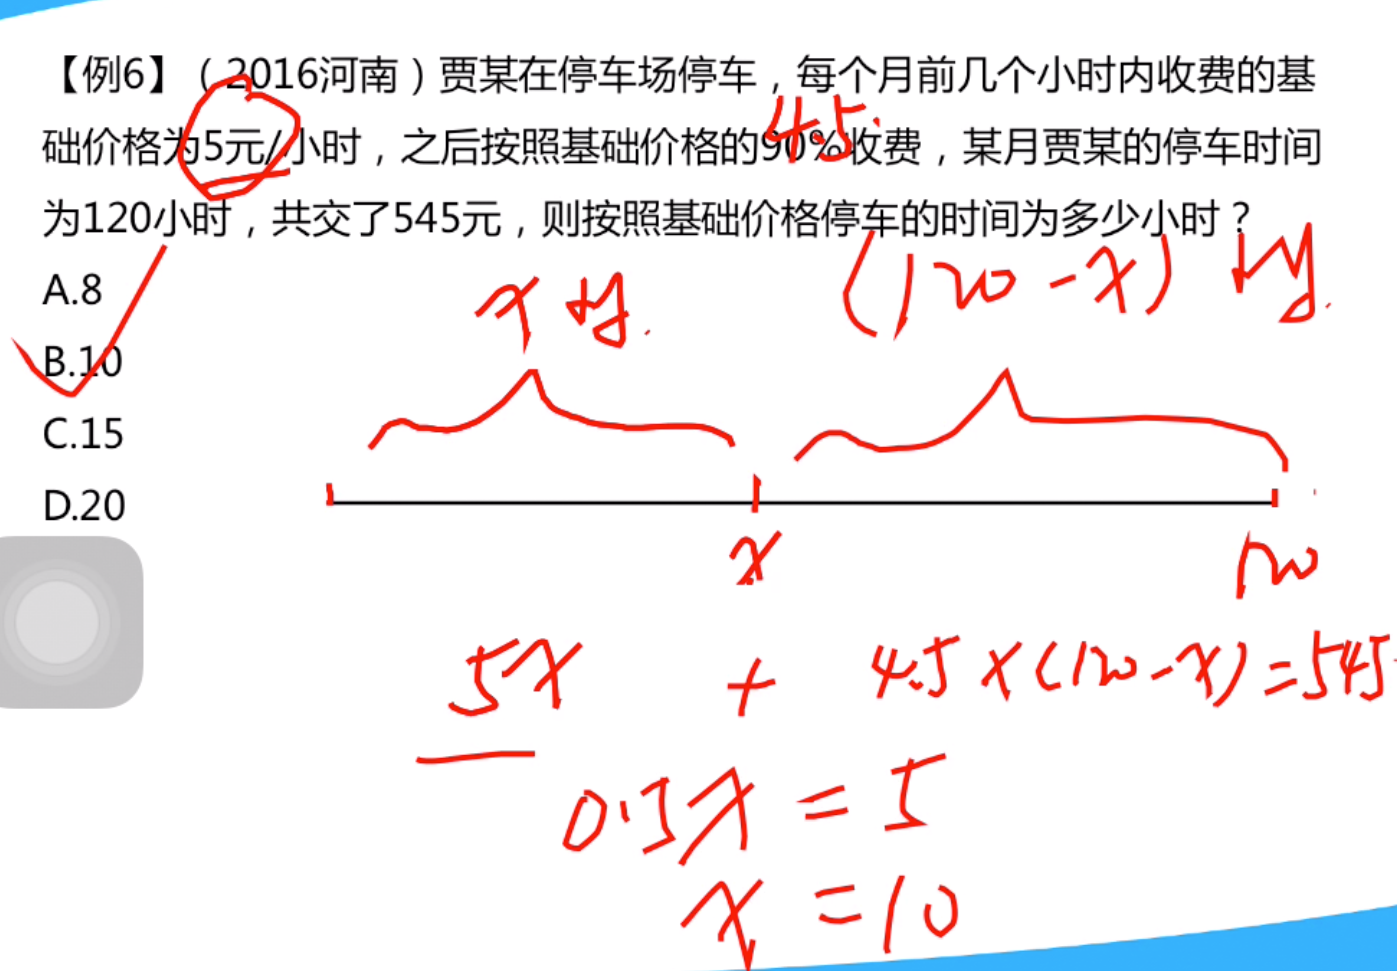 【例6】（2016河南）贾某在停车场停车，每个月前几个小时内收费的基
础价格为5元/小时，之后按照基础价格的90%收费，某月贾某的停车时间
4.5
为120小时，共交了545元，则按照基础价格停车的时间为多少小时？
A.8
x 时.
(120-x) 时.
B.10
C.15
D.20
x
120
5x + 4.5×(120-x)=545
0.5x = 5
x = 10